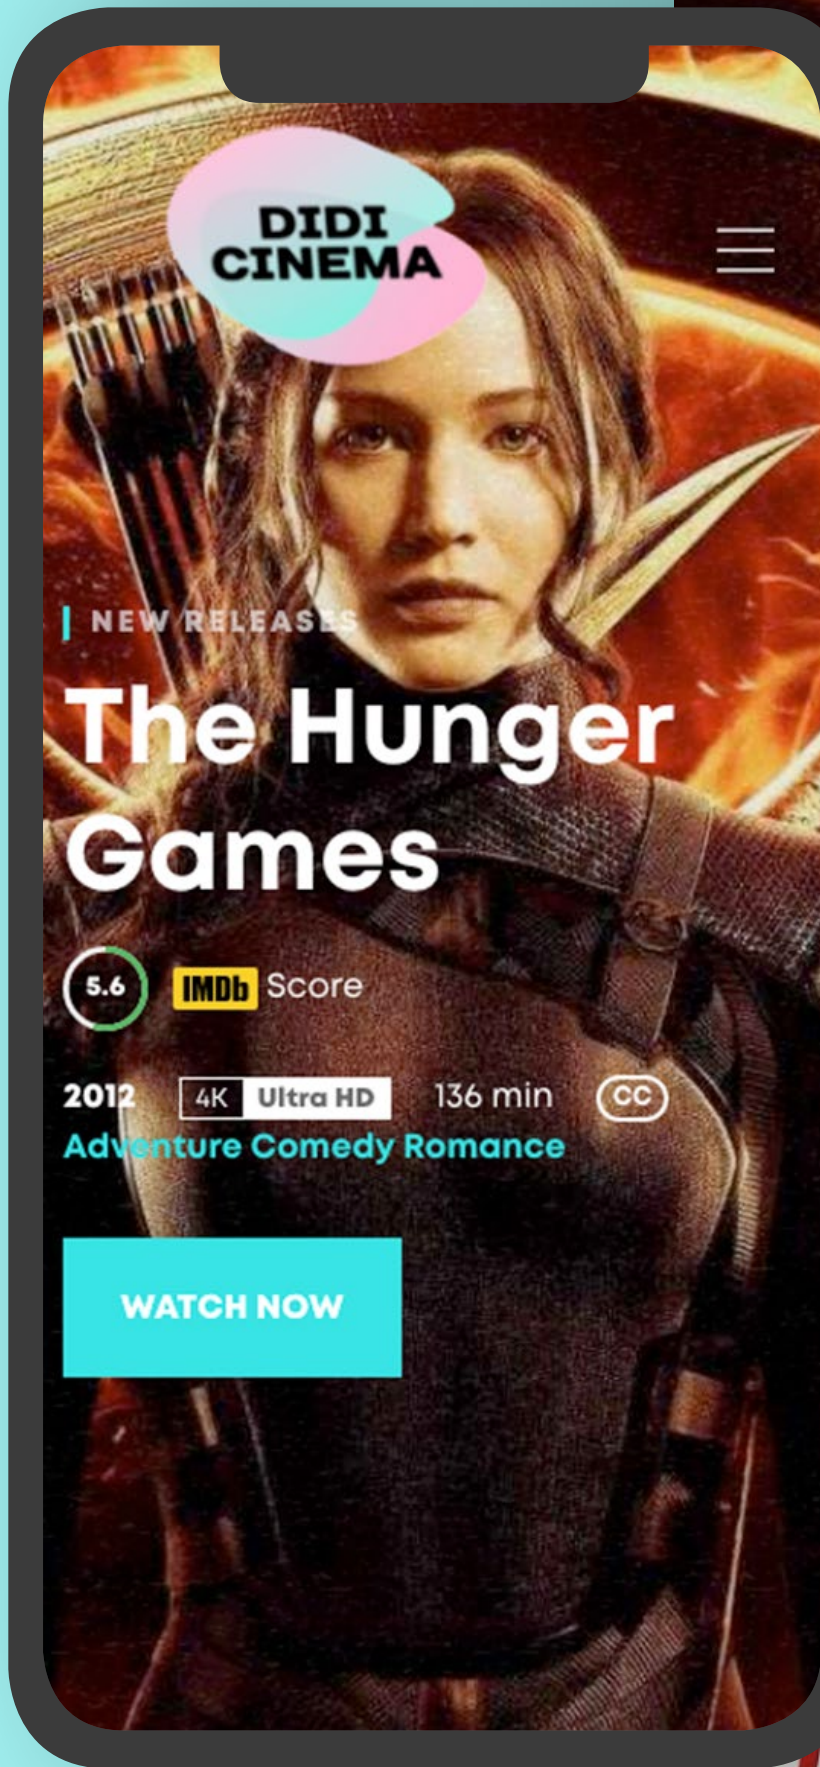 DIDI
CINEMA
NEW RELEASES
The Hunger
Games
5.6 IMDb Score
2012 4K Ultra HD 136 min CC
Adventure Comedy Romance
WATCH NOW